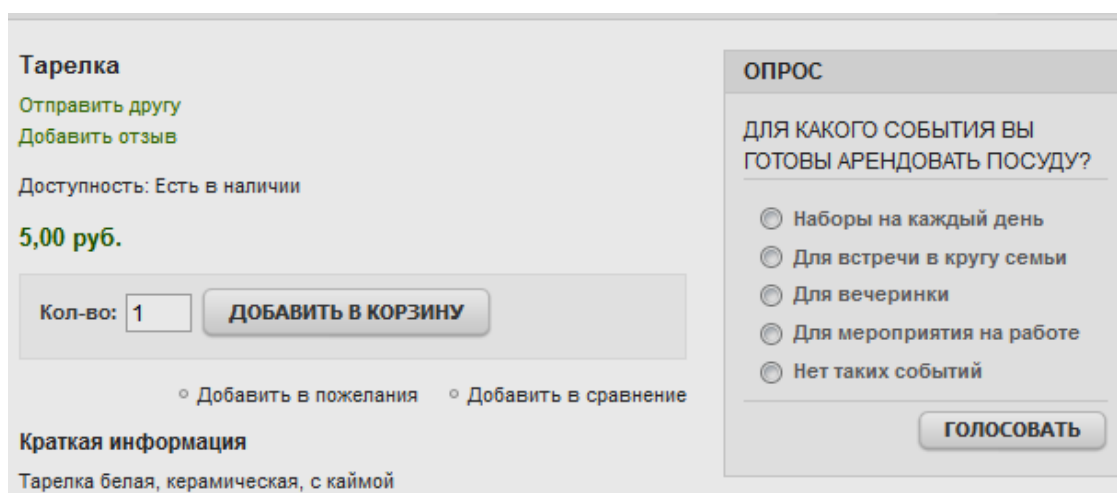 Тарелка
Отправить другу
Добавить отзыв
Доступность: Есть в наличии
5,00 руб.
Кол-во: 1 ДОБАВИТЬ В КОРЗИНУ
Добавить в пожелания Добавить в сравнение
Краткая информация
Тарелка белая, керамическая, с каймой
ОПРОС
ДЛЯ КАКОГО СОБЫТИЯ ВЫ
ГОТОВЫ АРЕНДОВАТЬ ПОСУДУ?
Наборы на каждый день
Для встречи в кругу семьи
Для вечеринки
Для мероприятия на работе
Нет таких событий
ГОЛОСОВАТЬ